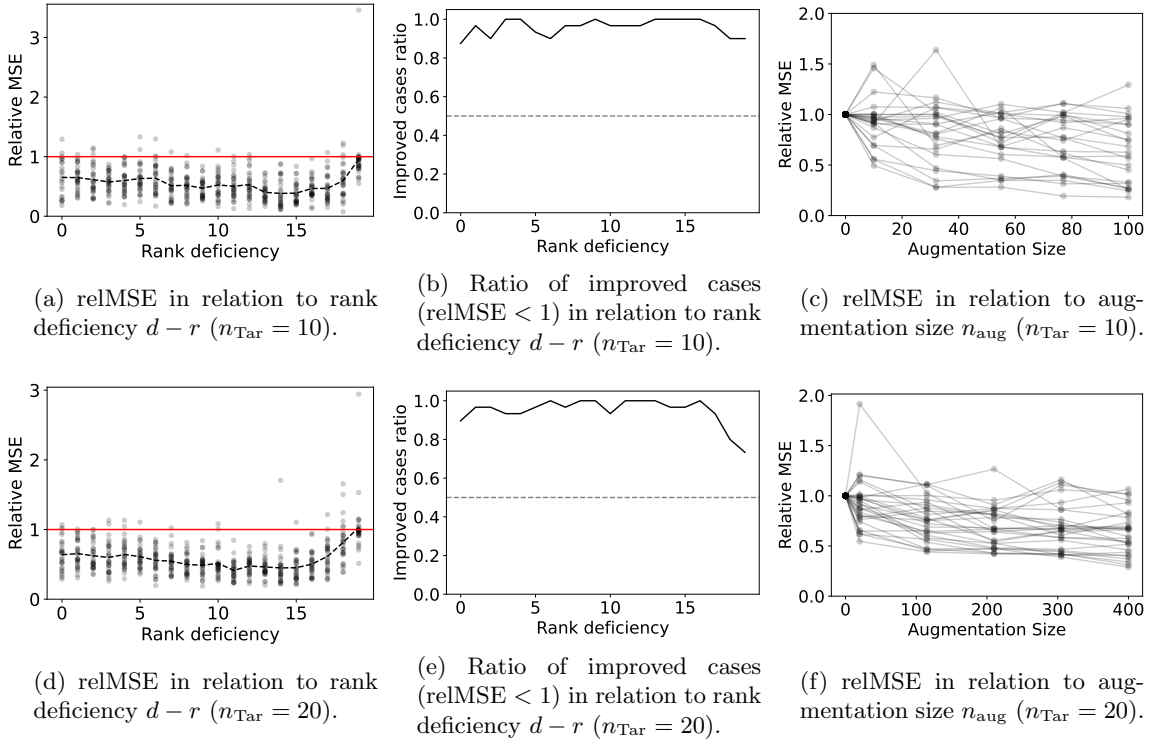 Relative MSE
3
2
1
0
0 5 10 15
Rank deficiency
(a) relMSE in relation to rank
deficiency d − r (nTar = 10).
Improved cases ratio
1.0
0.8
0.6
0.4
0.2
0.0
0 5 10 15
Rank deficiency
(b) Ratio of improved cases
(relMSE < 1) in relation to rank
deficiency d − r (nTar = 10).
Relative MSE
2.0
1.5
1.0
0.5
0.0
0 20 40 60 80 100
Augmentation Size
(c) relMSE in relation to aug-
mentation size naug (nTar = 10).
Relative MSE
3
2
1
0
0 5 10 15
Rank deficiency
(d) relMSE in relation to rank
deficiency d − r (nTar = 20).
Improved cases ratio
1.0
0.8
0.6
0.4
0.2
0.0
0 5 10 15
Rank deficiency
(e) Ratio of improved cases
(relMSE < 1) in relation to rank
deficiency d − r (nTar = 20).
Relative MSE
2.0
1.5
1.0
0.5
0.0
0 100 200 300 400
Augmentation Size
(f) relMSE in relation to aug-
mentation size naug (nTar = 20).